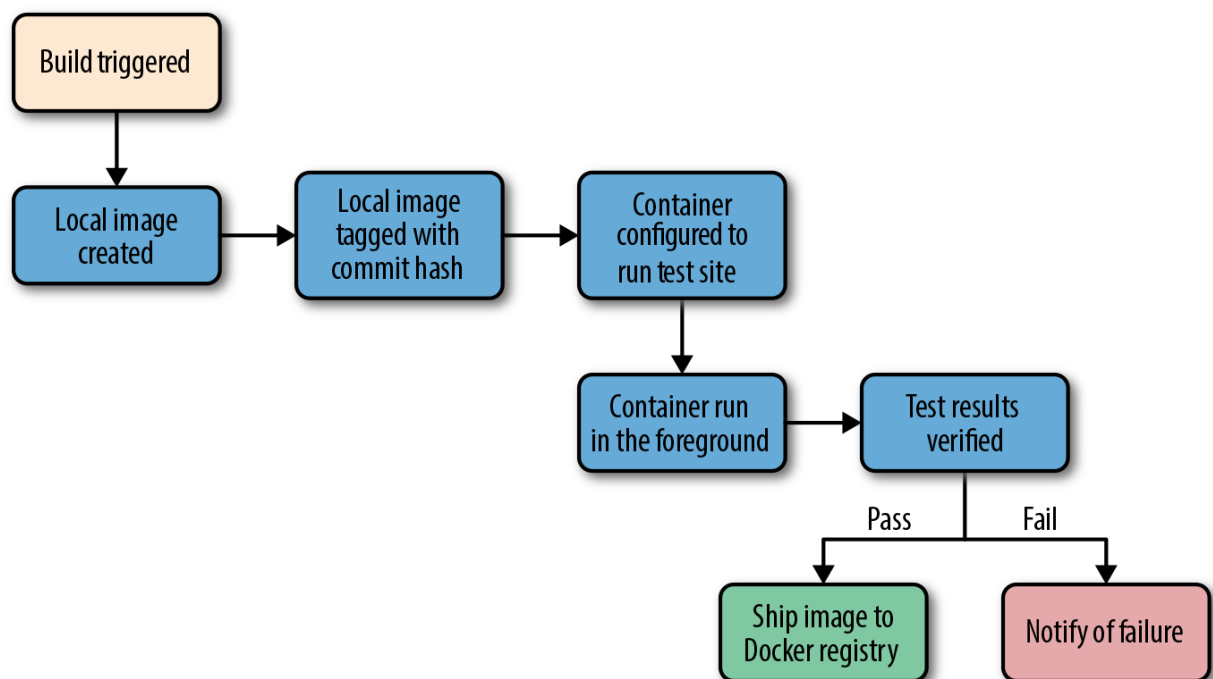 Build triggered
Local image
created
Local image
tagged with
commit hash
Container
configured to
run test site
Container run
in the foreground
Test results
verified
Pass
Fail
Ship image to
Docker registry
Notify of failure